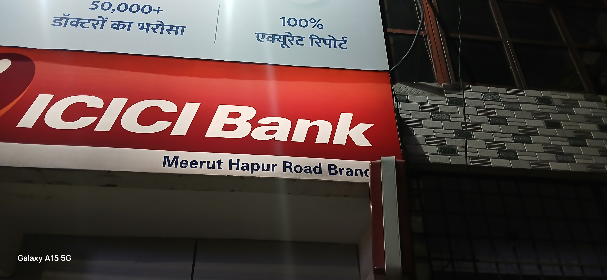 50,000+
डॉक्टरों का भरोसा
100%
एक्यूरेट रिपोर्ट
ICICI Bank
Meerut Hapur Road Branc
Galaxy A15 5G